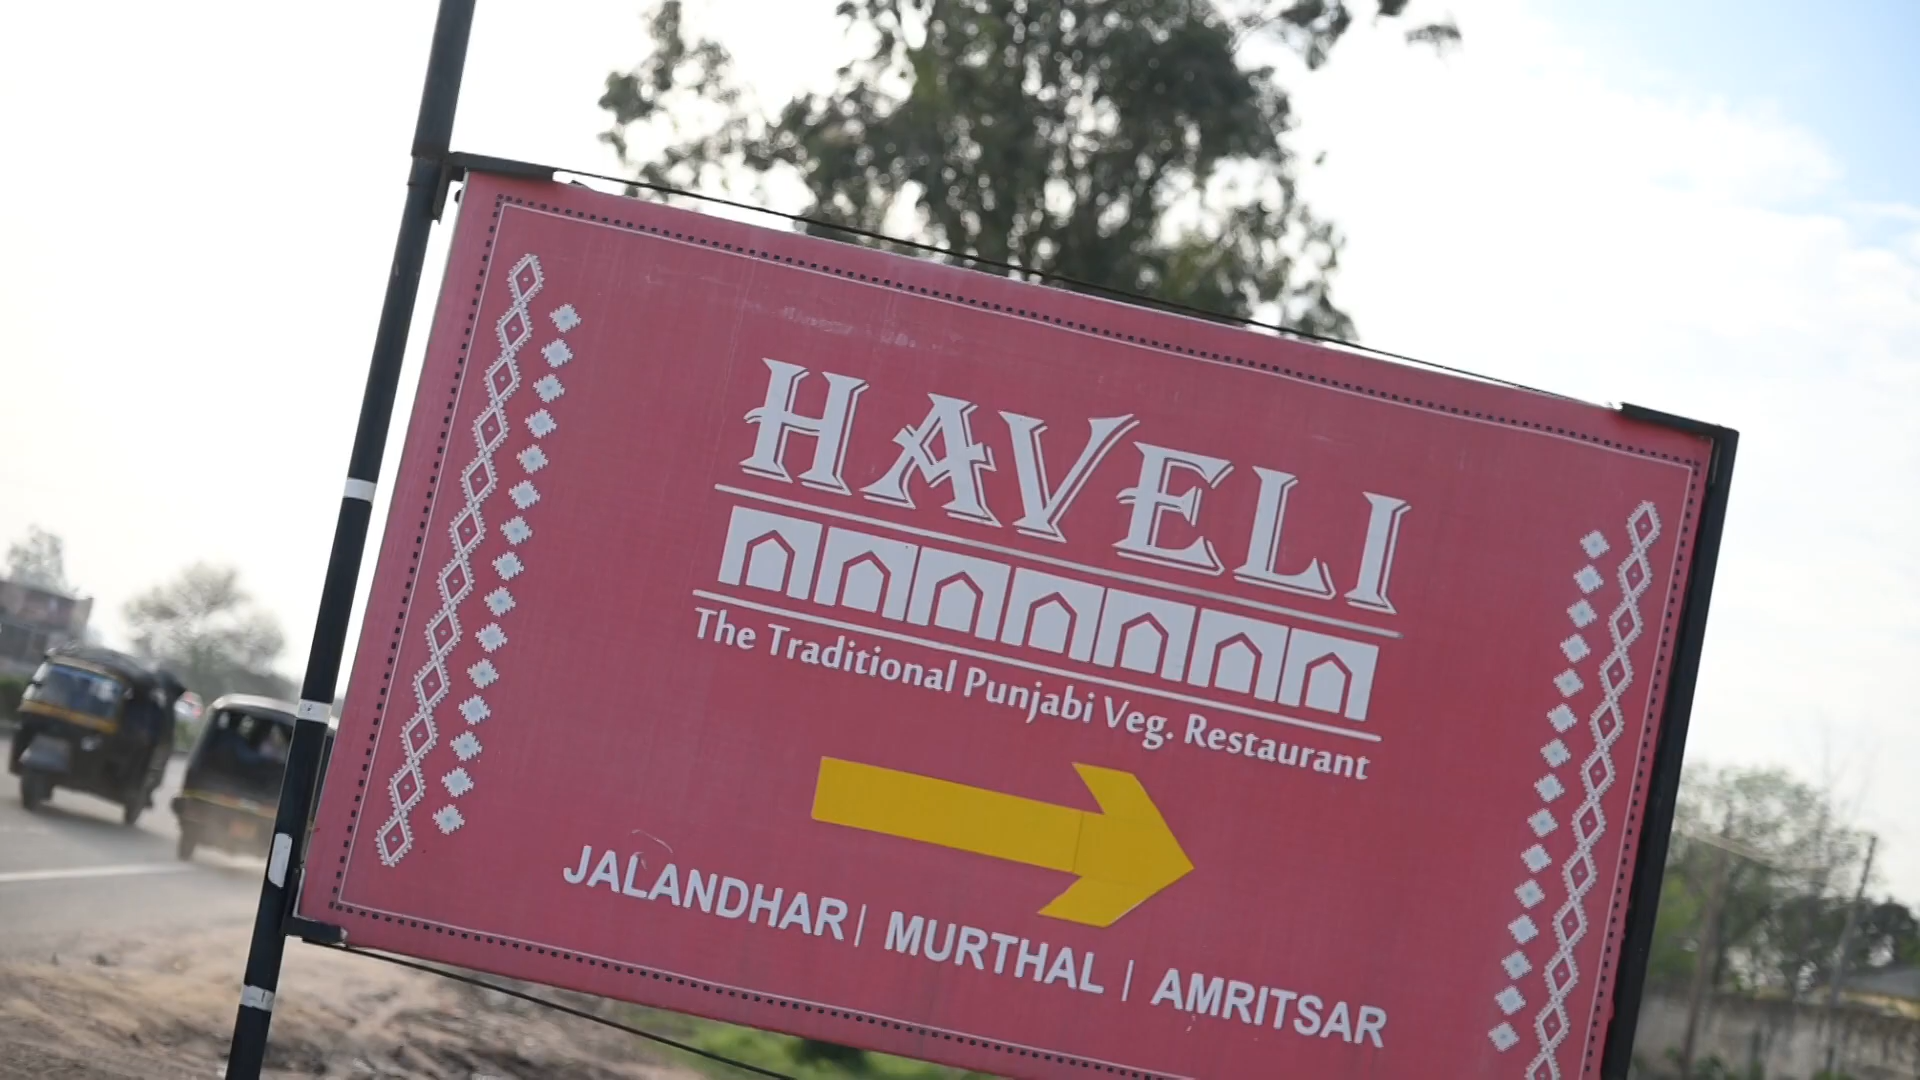 HAVELI
The Traditional Punjabi Veg. Restaurant
JALANDHAR | MURTHAL | AMRITSAR